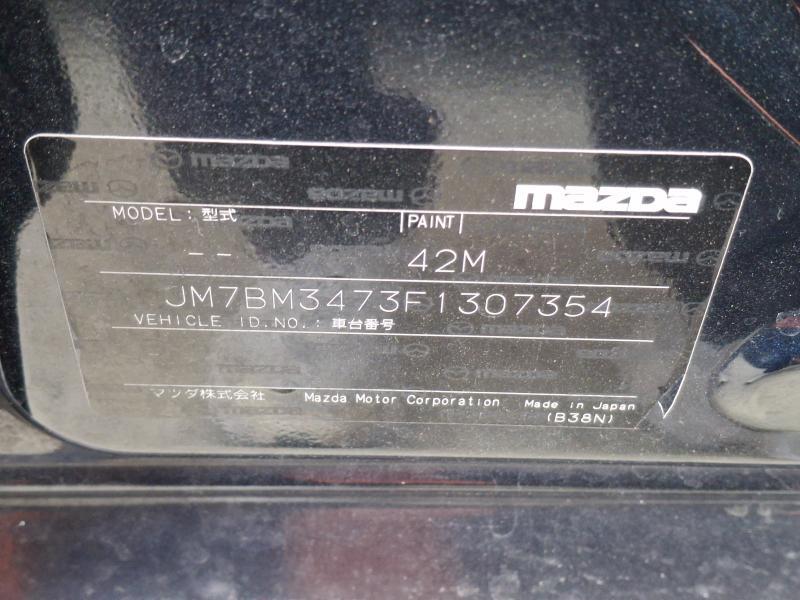 mazda
MODEL: 型式 PAINT
-- 42M
JM7BM3473F1307354
VEHICLE ID.NO.: 車台番号
マツダ株式会社 Mazda Motor Corporation Made in Japan
(B38N)